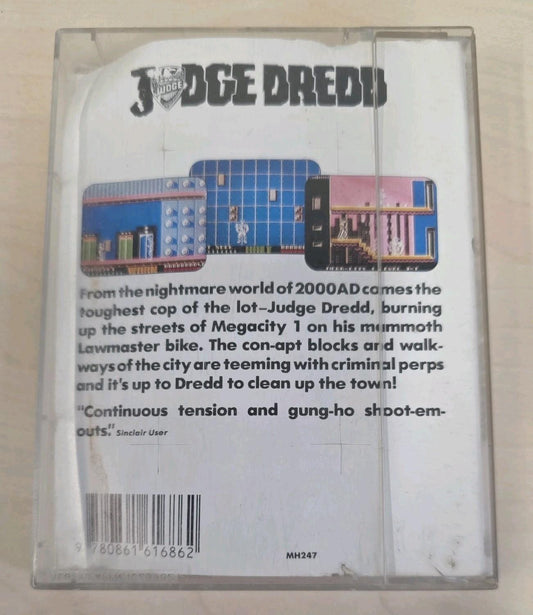 JUDGE DREDD
JUDGE
From the nightmare world of 2000AD comes the
toughest cop of the lot–Judge Dredd, burning
up the streets of Megacity 1 on his mammoth
Lawmaster bike. The con-apt blocks and walk-
ways of the city are teeming with criminal perps
and it's up to Dredd to clean up the town!
"Continuous tension and gung-ho shoot-em-
outs." Sinclair User
9 780861 616862
MH247